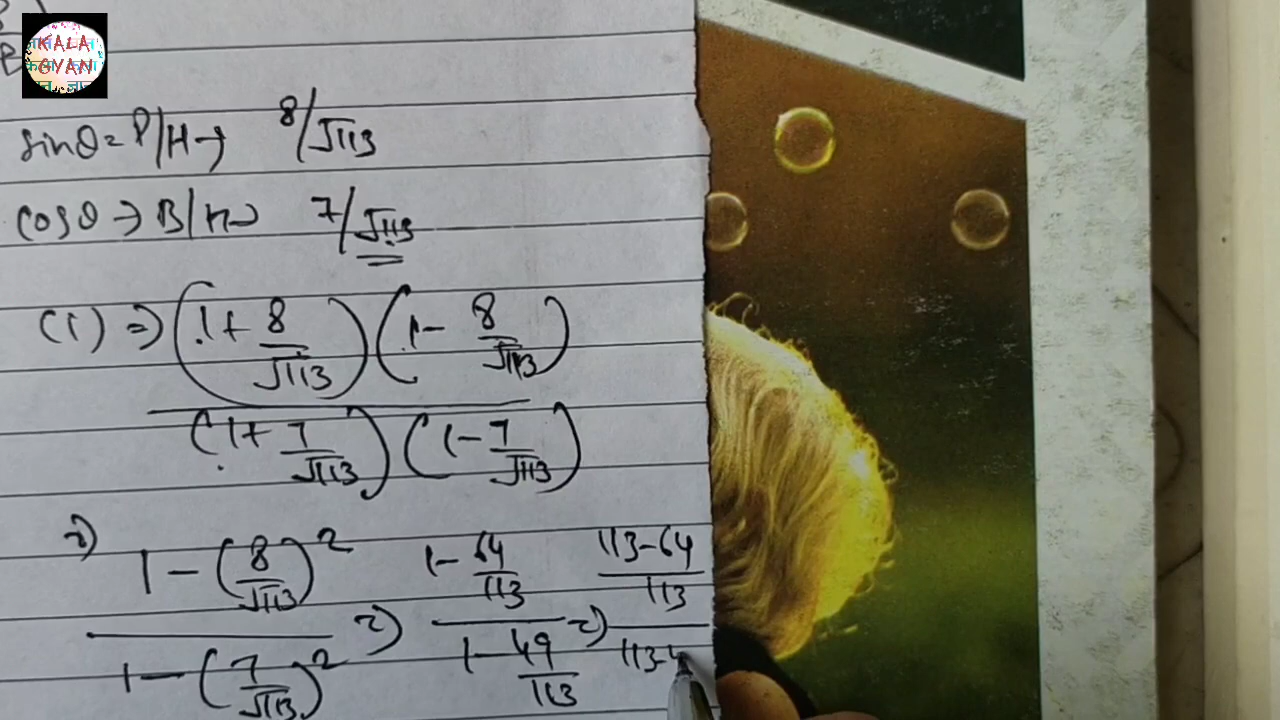 KALA
GYAN
sinθ = P/H → 8/√113
cosθ → B/H → 7/√113
(1) ⇒ (1 + 8/√113) (1 - 8/√113)
(1 + 7/√113) (1 - 7/√113)
⇒ 1 - (8/√113)² 1 - 64/113 113-64/113
1 - (7/√113)² ⇒ 1 - 49/113 ⇒ 113-4